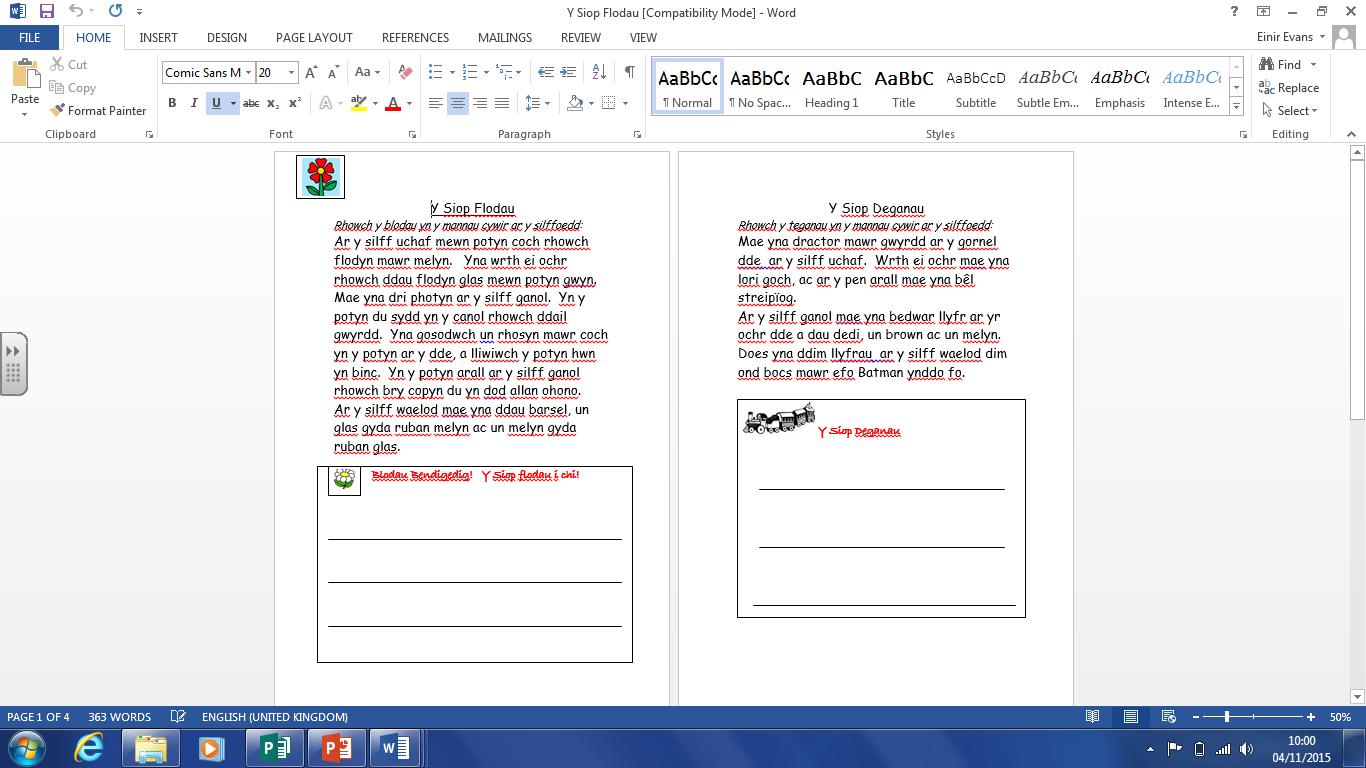 Y Siop Flodau [Compatibility Mode] - Word
FILE HOME INSERT DESIGN PAGE LAYOUT REFERENCES MAILINGS REVIEW VIEW
Einir Evans
Paste
Cut
Copy
Format Painter
Clipboard
Comic Sans M 20
Font
Paragraph
AaBbCc AaBbCc AaBbC AaBbC AaBbCcD AaBbCc AaBbCc AaBbCc
¶ Normal ¶ No Spac... Heading 1 Title Subtitle Subtle Em... Emphasis Intense E...
Styles
Find
Replace
Select
Editing
Y Siop Flodau
Rhowch y blodau yn y mannau cywir ar y silffoedd:
Ar y silff uchaf mewn potyn coch rhowch
flodyn mawr melyn. Yna wrth ei ochr
rhowch ddau flodyn glas mewn potyn gwyn.
Mae yna dri photyn ar y silff ganol. Yn y
potyn du sydd yn y canol rhowch ddail
gwyrdd. Yna gosodwch un rhosyn mawr coch
yn y potyn ar y dde, a lliwiwch y potyn hwn
yn binc. Yn y potyn arall ar y silff ganol
rhowch bry copyn du yn dod allan ohono.
Ar y silff waelod mae yna ddau barsel, un
glas gyda ruban melyn ac un melyn gyda
ruban glas.
Blodau Bendigedig! Y Siop flodau i chi!
Y Siop Deganau
Rhowch y teganau yn y mannau cywir ar y silffoedd:
Mae yna dractor mawr gwyrdd ar y gornel
dde ar y silff uchaf. Wrth ei ochr mae yna
lori goch, ac ar y pen arall mae yna bêl
streipïog.
Ar y silff ganol mae yna bedwar llyfr ar yr
ochr dde a dau dedi, un brown ac un melyn.
Does yna ddim llyfrau ar y silff waelod dim
ond bocs mawr efo Batman ynddo fo.
Y Siop Deganau
PAGE 1 OF 4 363 WORDS ENGLISH (UNITED KINGDOM) 50%
10:00
04/11/2015